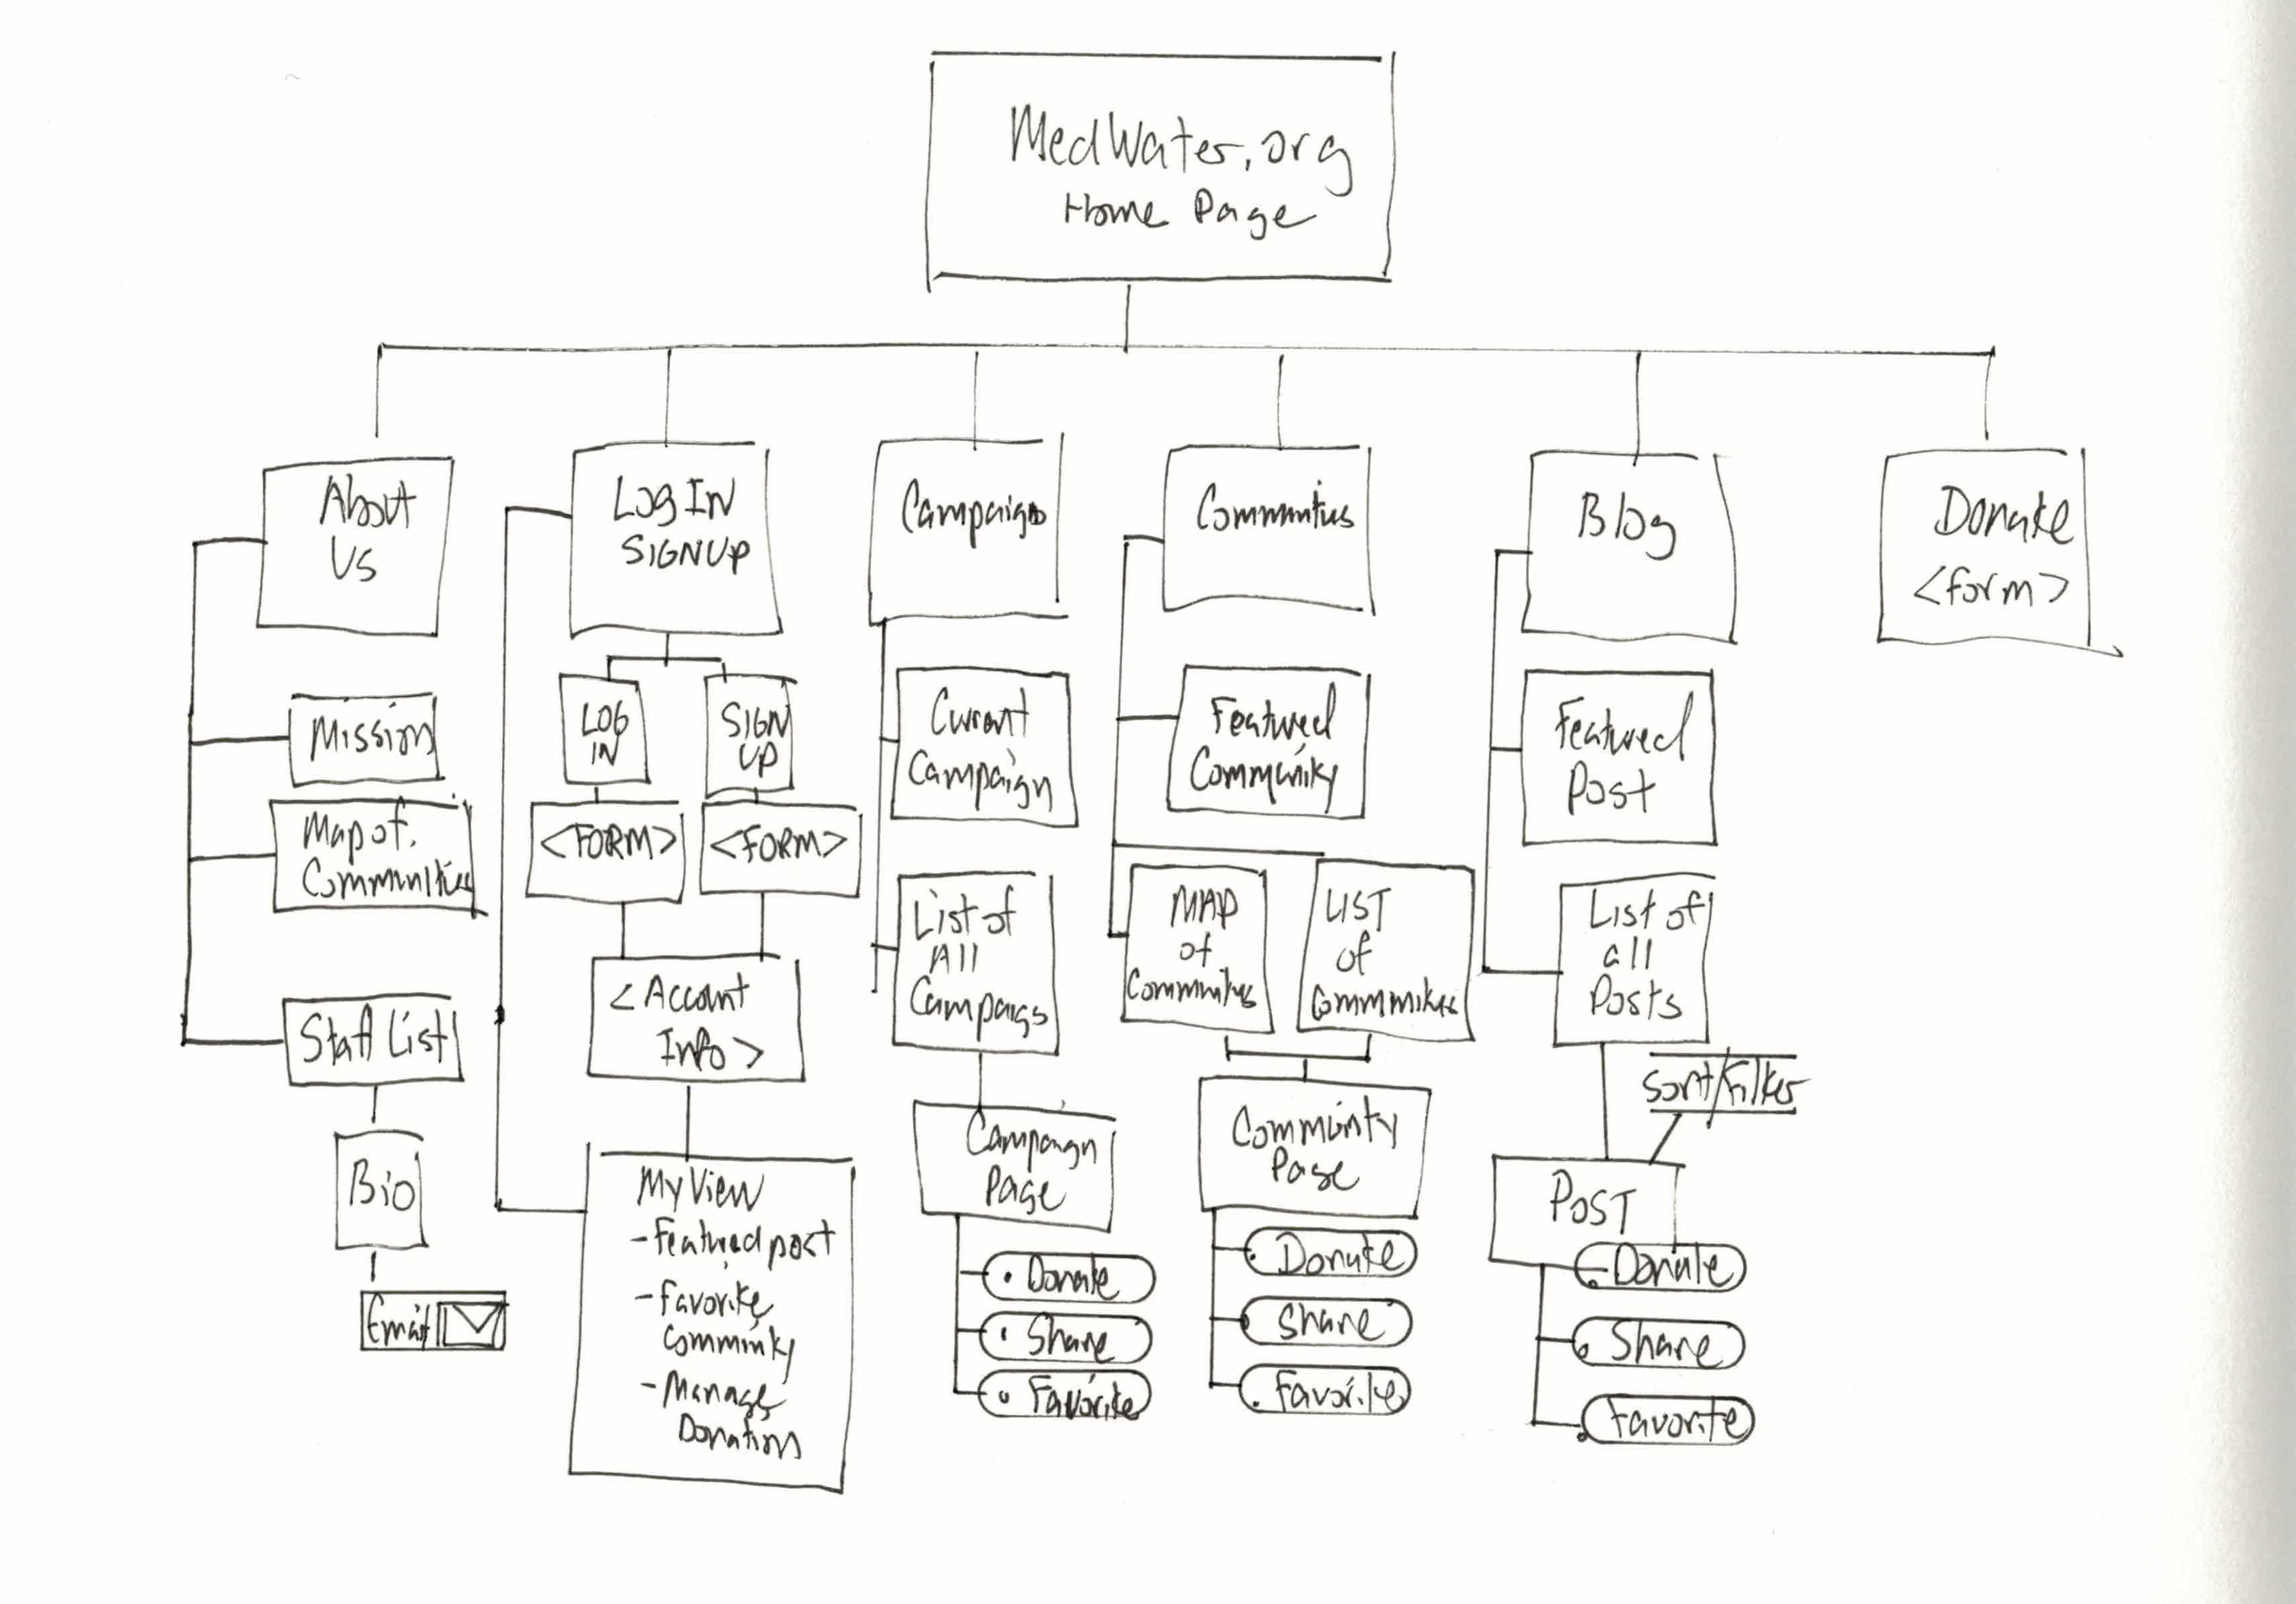 MedWater.org
Home Page
About
Us
Mission
Map of
Communities
Staff List
Bio
Email
LOG IN
SIGN UP
LOG
IN
SIGN
UP
<FORM>
<FORM>
<Account
Info>
My View
- Featured post
- Favorite
Community
- Manage
Donations
Campaigns
Current
Campaign
List of
All
Campaigns
Campaign
Page
Donate
Share
Favorite
Communities
Featured
Community
MAP
of
Communities
LIST
of
Communities
Community
Page
Donate
Share
Favorite
Blog
Featured
Post
List of
all
Posts
Sort/Filter
POST
Donate
Share
Favorite
Donate
<form>